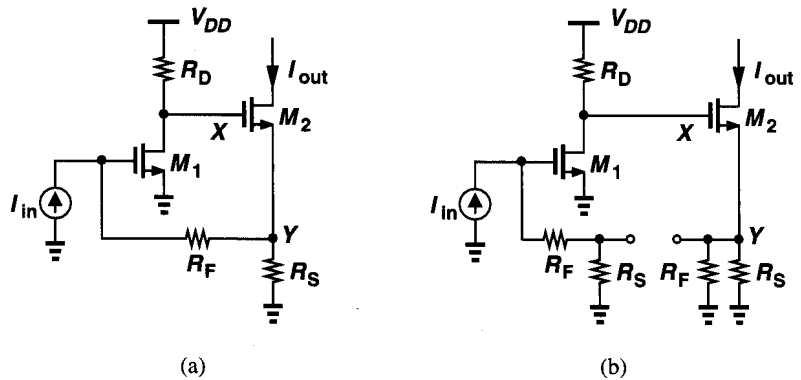 V_DD V_DD
R_D I_out R_D I_out
X M_2 X M_2
M_1 M_1
I_in I_in
R_F Y R_S R_F R_S R_F Y R_S
(a) (b)